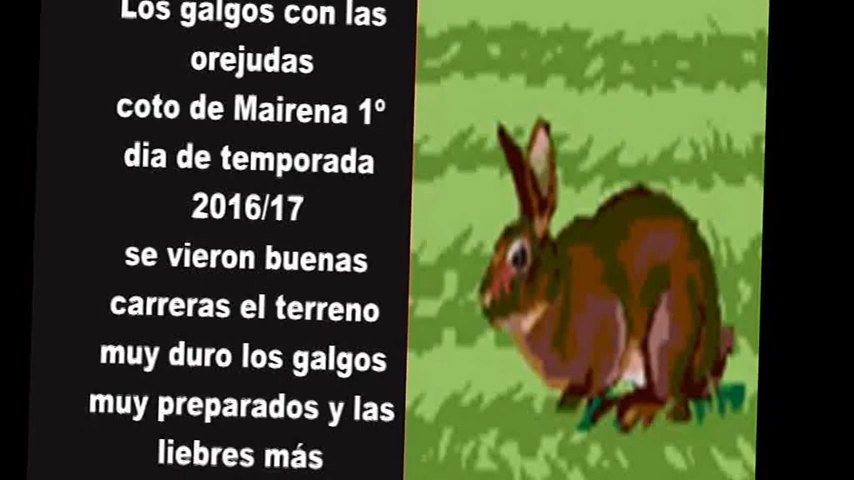 Los galgos con las
orejudas
coto de Mairena 1º
dia de temporada
2016/17
se vieron buenas
carreras el terreno
muy duro los galgos
muy preparados y las
liebres más